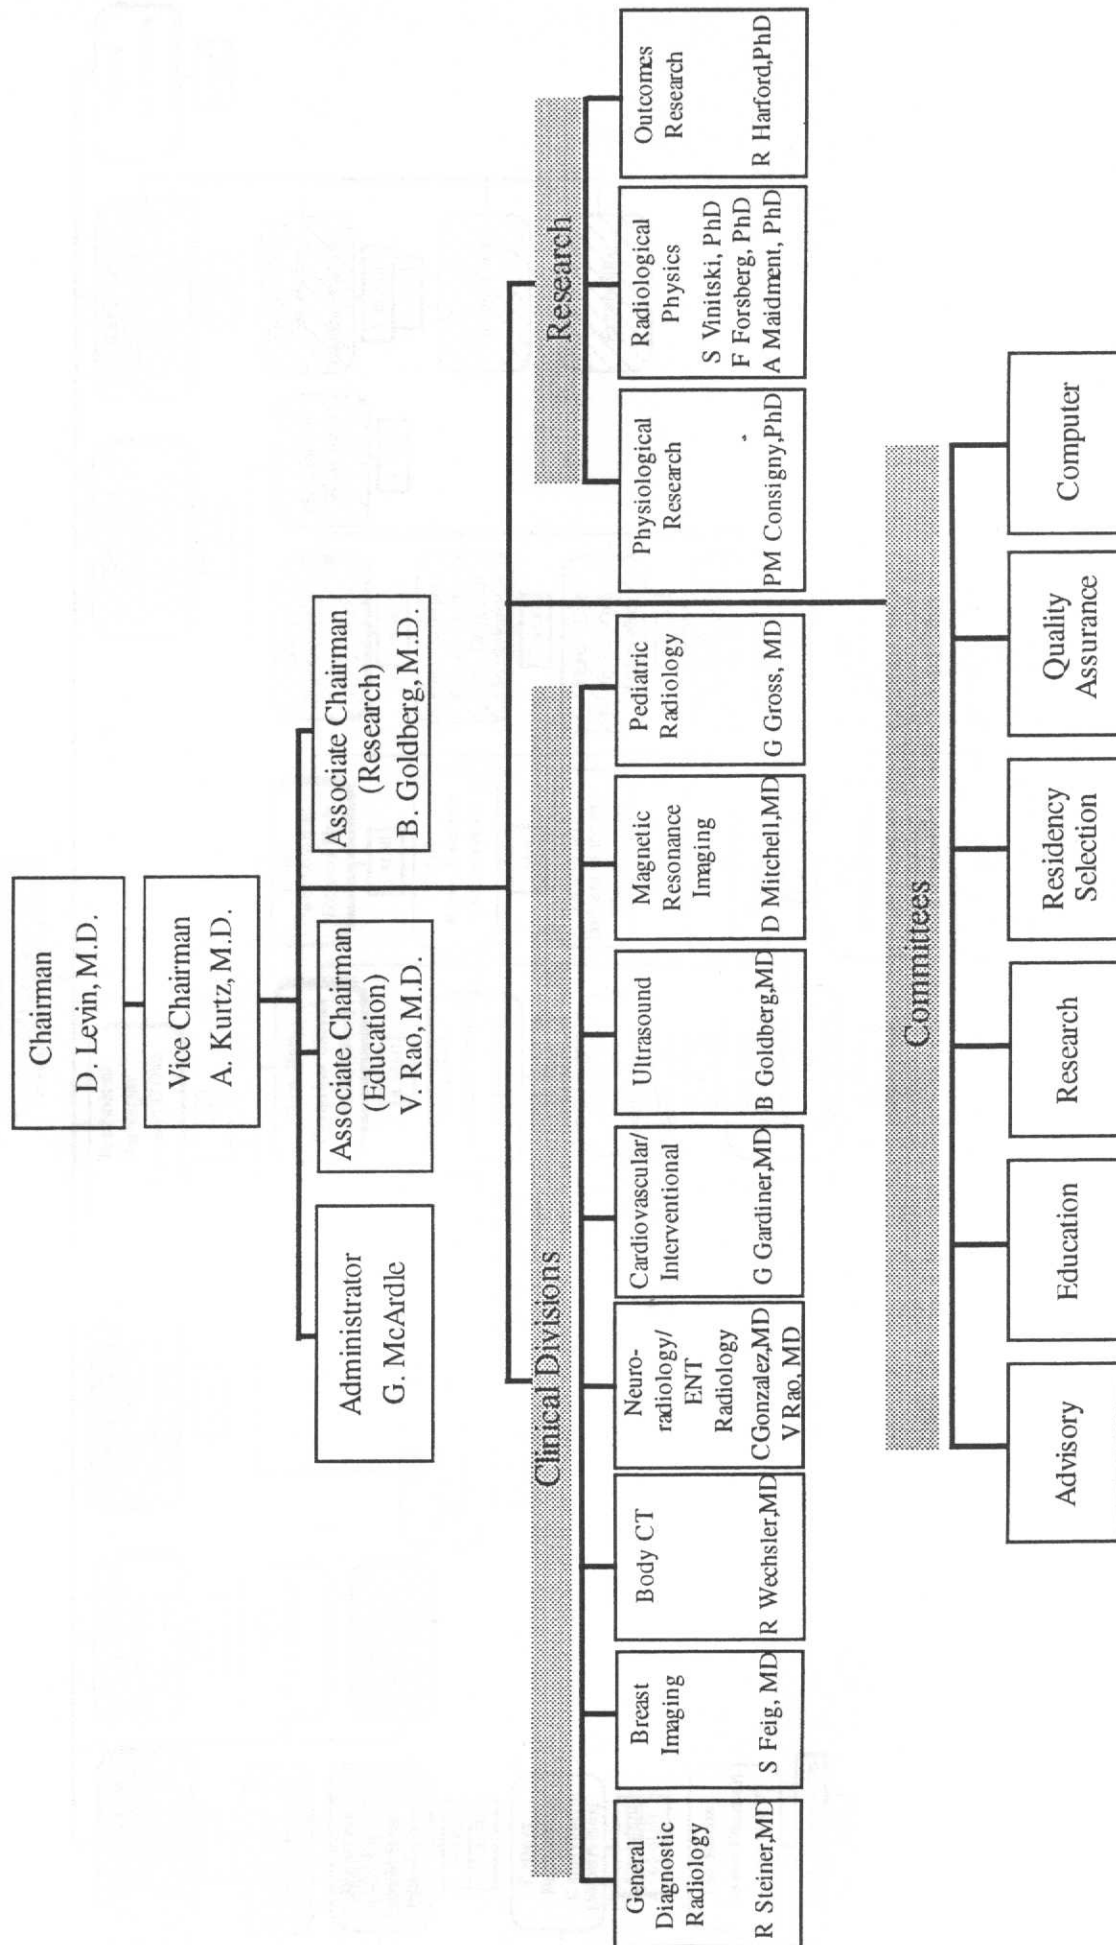 Chairman
D. Levin, M.D.
Vice Chairman
A. Kurtz, M.D.
Administrator
G. McArdle
Associate Chairman
(Education)
V. Rao, M.D.
Associate Chairman
(Research)
B. Goldberg, M.D.
Clinical Divisions
General
Diagnostic
Radiology
R Steiner,MD
Breast
Imaging
S Feig, MD
Body CT
R Wechsler,MD
Neuro-
radiology/
ENT
Radiology
CGonzalez,MD
V Rao, MD
Cardiovascular/
Interventional
G Gardiner,MD
Ultrasound
B Goldberg,MD
Magnetic
Resonance
Imaging
D Mitchell,MD
Pediatric
Radiology
G Gross, MD
Research
Physiological
Research
PM Consigny,PhD
Radiological
Physics
S Vinitski, PhD
F Forsberg, PhD
A Maidment, PhD
Outcomes
Research
R Harford,PhD
Committees
Advisory
Education
Research
Residency
Selection
Quality
Assurance
Computer